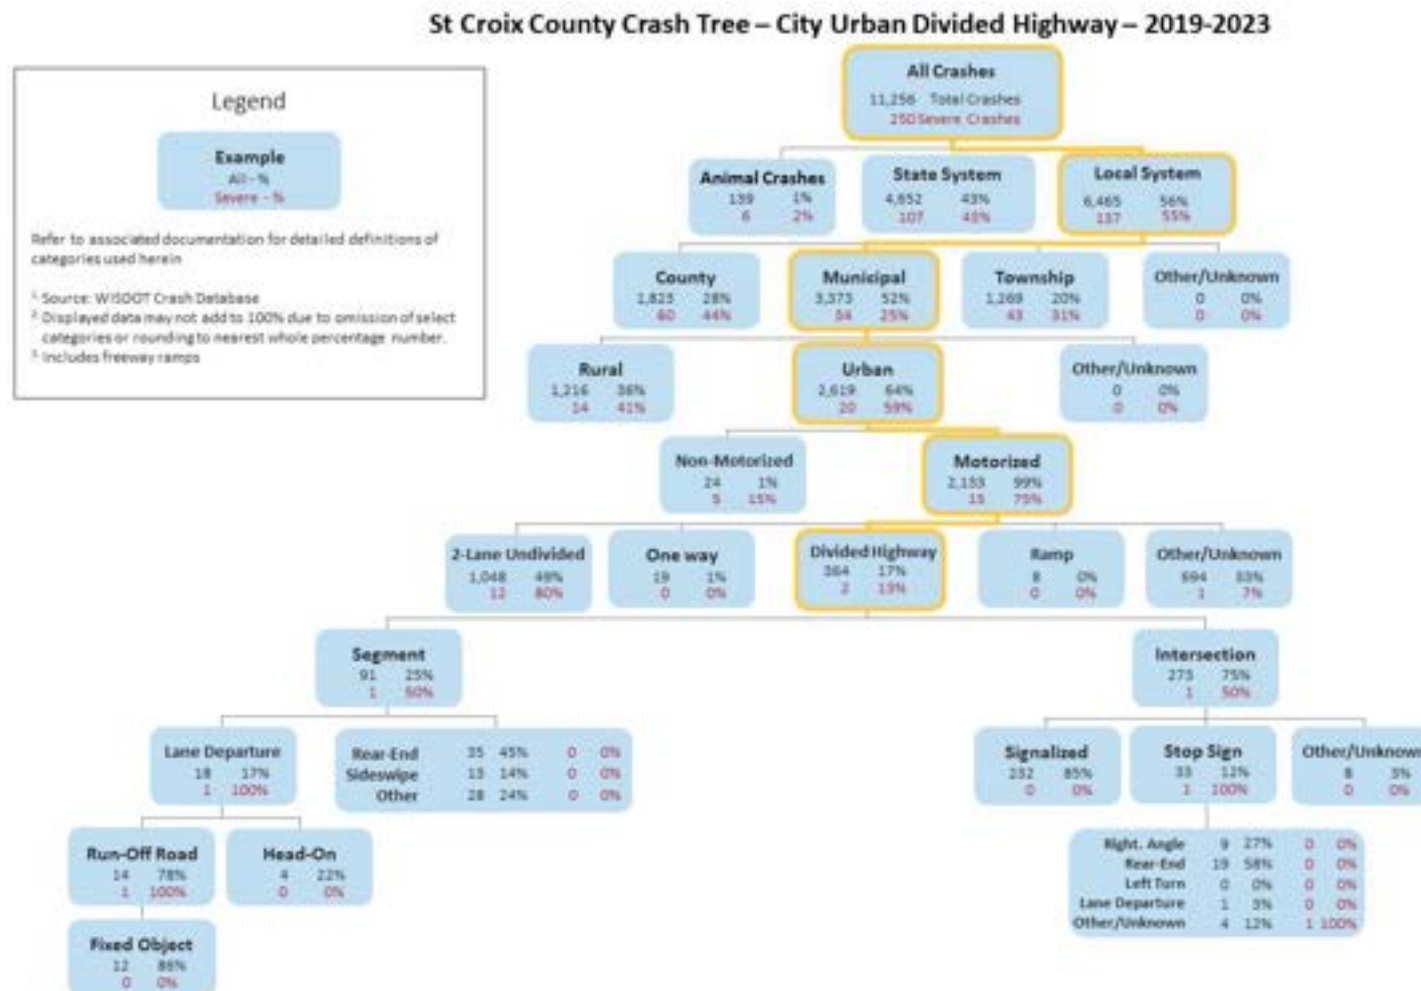 St Croix County Crash Tree – City Urban Divided Highway – 2019-2023
Legend
Example
All - %
Severe - %
Refer to associated documentation for detailed definitions of
categories used herein
1. Source: WISDOT Crash Database
2. Displayed data may not add to 100% due to omission of select
categories or rounding to nearest whole percentage number.
3. Includes freeway ramps
All Crashes
11,256 Total Crashes
250 Severe Crashes
Animal Crashes
139 1%
6 2%
State System
4,652 43%
107 43%
Local System
6,465 56%
137 55%
County
1,823 28%
60 44%
Municipal
3,373 52%
34 25%
Township
1,269 20%
43 31%
Other/Unknown
0 0%
0 0%
Rural
1,216 36%
14 41%
Urban
2,619 64%
20 59%
Other/Unknown
0 0%
0 0%
Non-Motorized
24 1%
5 15%
Motorized
2,133 99%
15 75%
2-Lane Undivided
1,048 49%
12 80%
One way
19 1%
0 0%
Divided Highway
364 17%
2 13%
Ramp
8 0%
0 0%
Other/Unknown
694 33%
1 7%
Segment
91 25%
1 50%
Intersection
273 75%
1 50%
Lane Departure
18 17%
1 100%
Rear-End 35 45% 0 0%
Sideswipe 13 14% 0 0%
Other 28 24% 0 0%
Signalized
232 85%
0 0%
Stop Sign
33 12%
1 100%
Other/Unknown
8 3%
0 0%
Run-Off Road
14 78%
1 100%
Head-On
4 22%
0 0%
Right. Angle 9 27% 0 0%
Rear-End 19 58% 0 0%
Left Turn 0 0% 0 0%
Lane Departure 1 3% 0 0%
Other/Unknown 4 12% 1 100%
Fixed Object
12 86%
0 0%